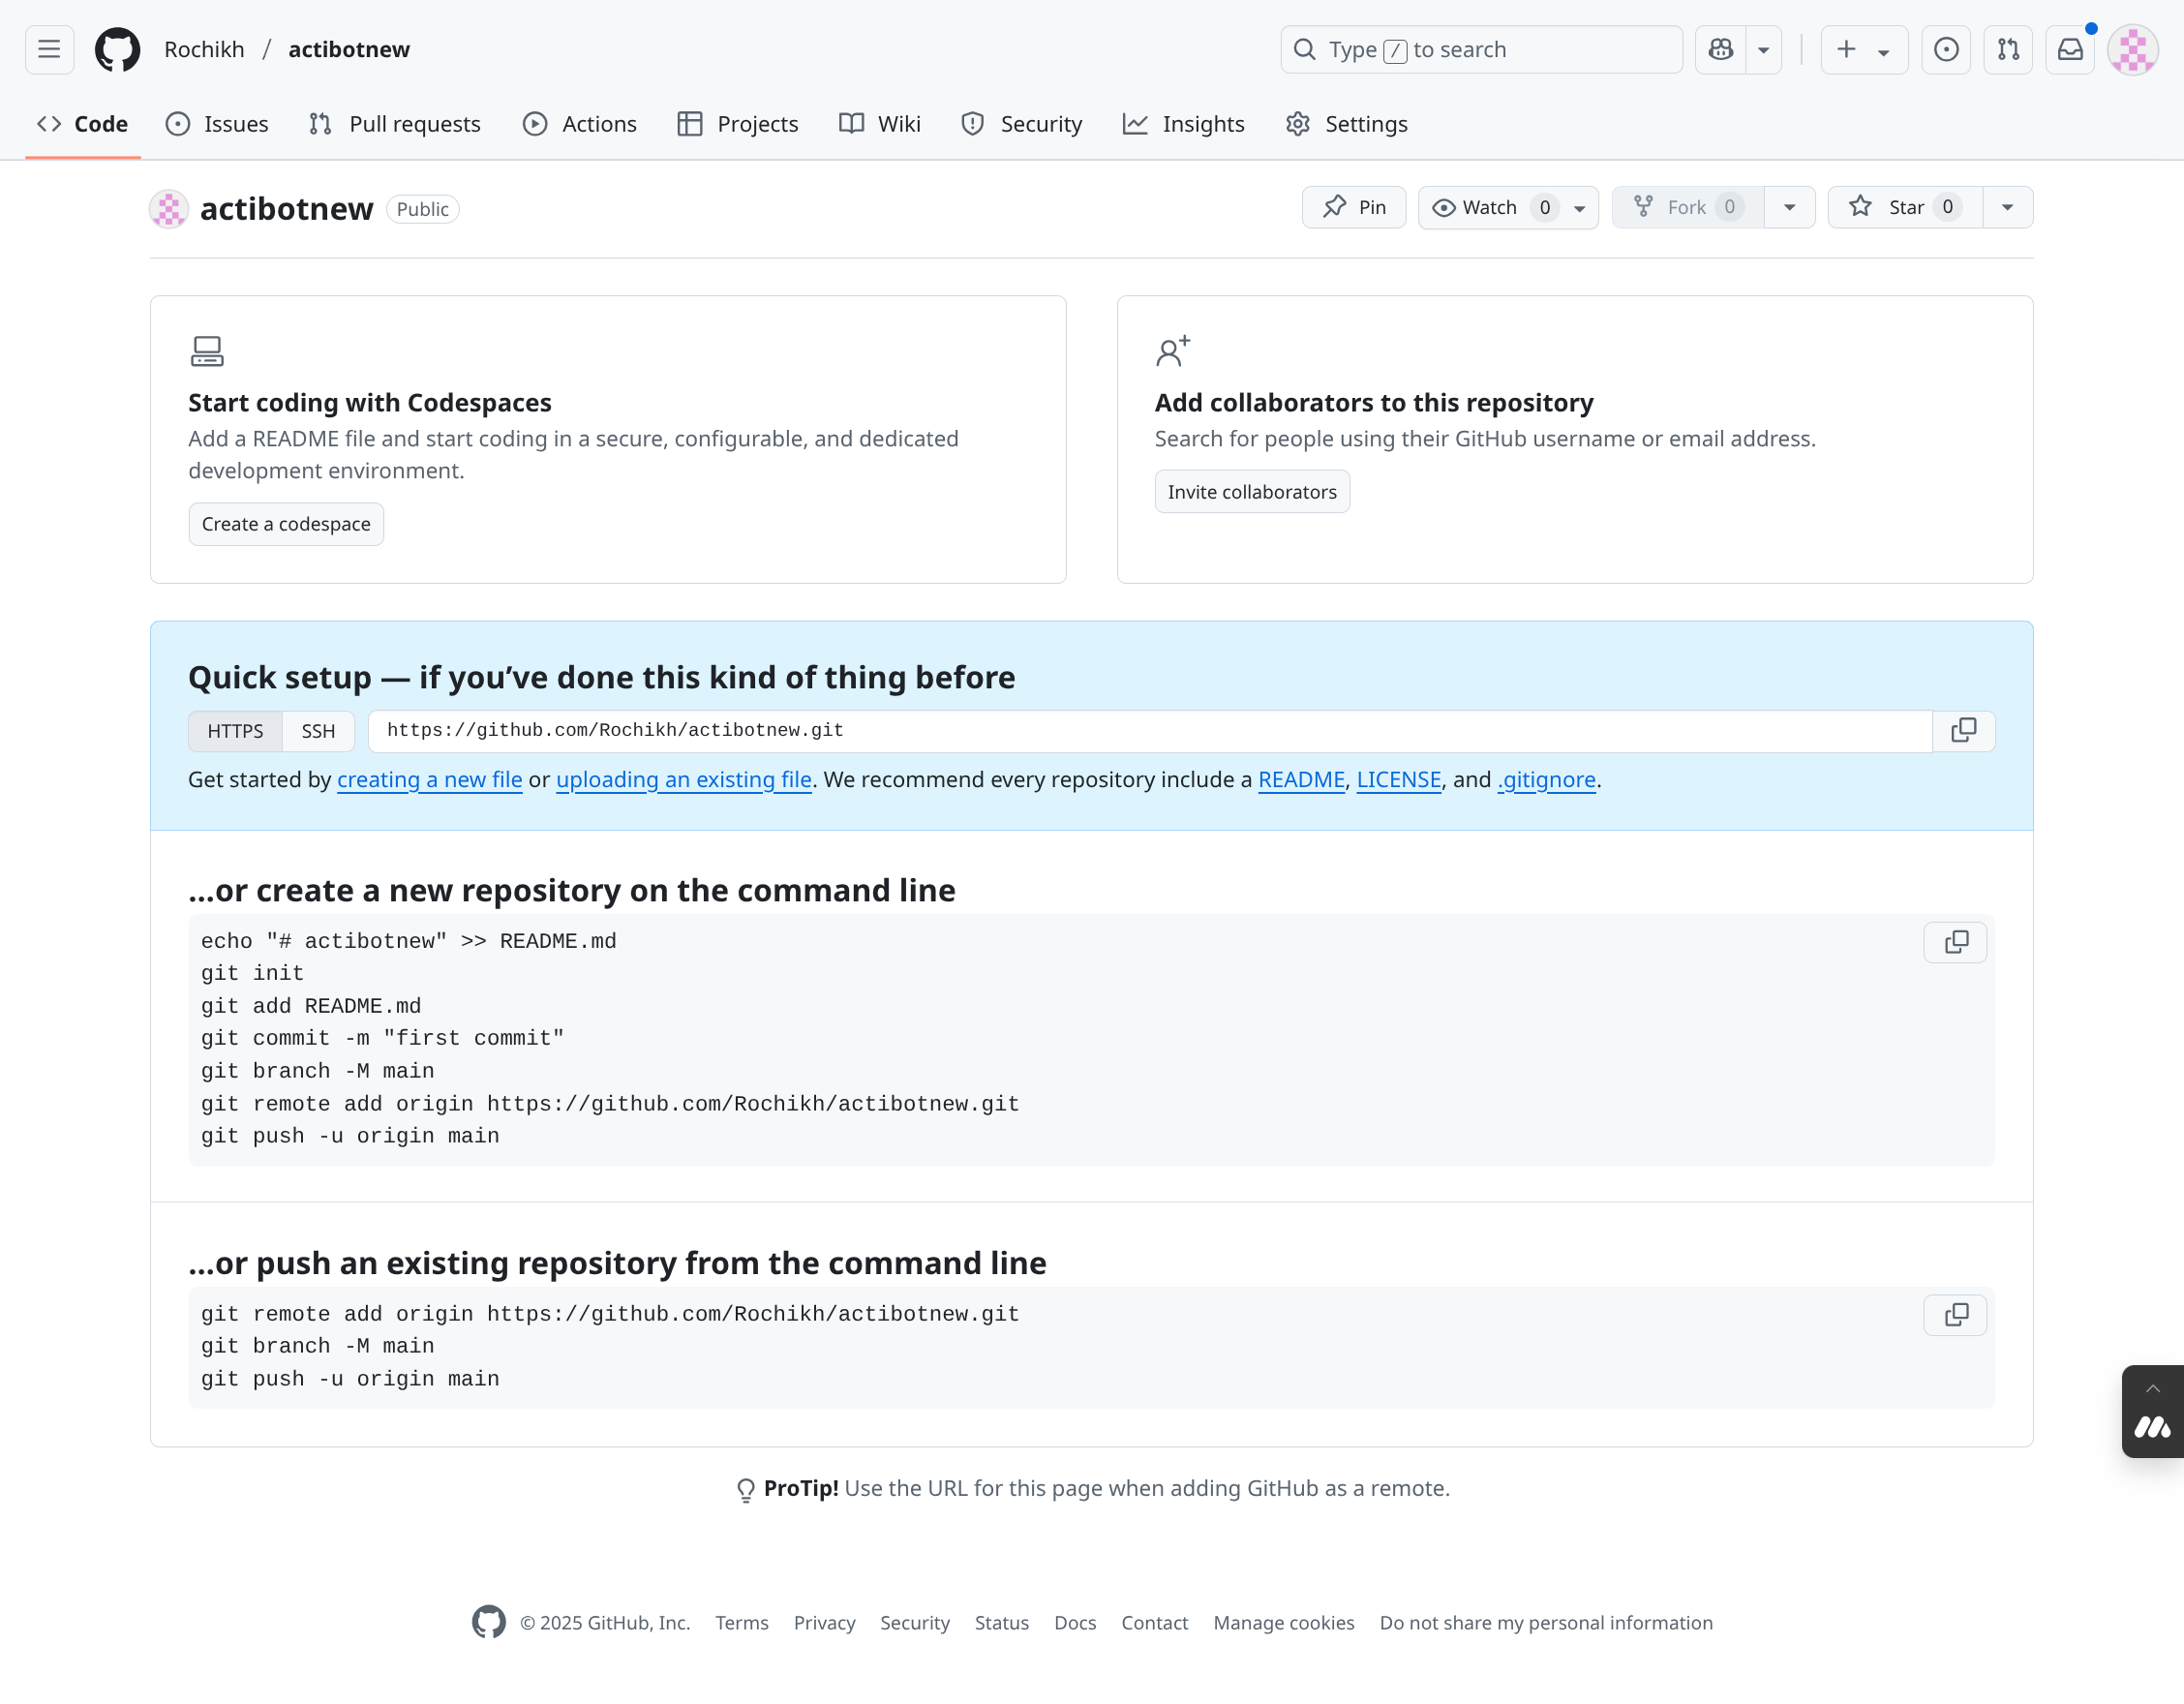 Rochikh / actibotnew
Type / to search
Code Issues Pull requests Actions Projects Wiki Security Insights Settings
actibotnew Public
Pin Watch 0 Fork 0 Star 0
Start coding with Codespaces
Add a README file and start coding in a secure, configurable, and dedicated
development environment.
Create a codespace
Add collaborators to this repository
Search for people using their GitHub username or email address.
Invite collaborators
Quick setup — if you’ve done this kind of thing before
HTTPS SSH https://github.com/Rochikh/actibotnew.git
Get started by creating a new file or uploading an existing file. We recommend every repository include a README, LICENSE, and .gitignore.
…or create a new repository on the command line
echo "# actibotnew" >> README.md
git init
git add README.md
git commit -m "first commit"
git branch -M main
git remote add origin https://github.com/Rochikh/actibotnew.git
git push -u origin main
…or push an existing repository from the command line
git remote add origin https://github.com/Rochikh/actibotnew.git
git branch -M main
git push -u origin main
ProTip! Use the URL for this page when adding GitHub as a remote.
© 2025 GitHub, Inc. Terms Privacy Security Status Docs Contact Manage cookies Do not share my personal information